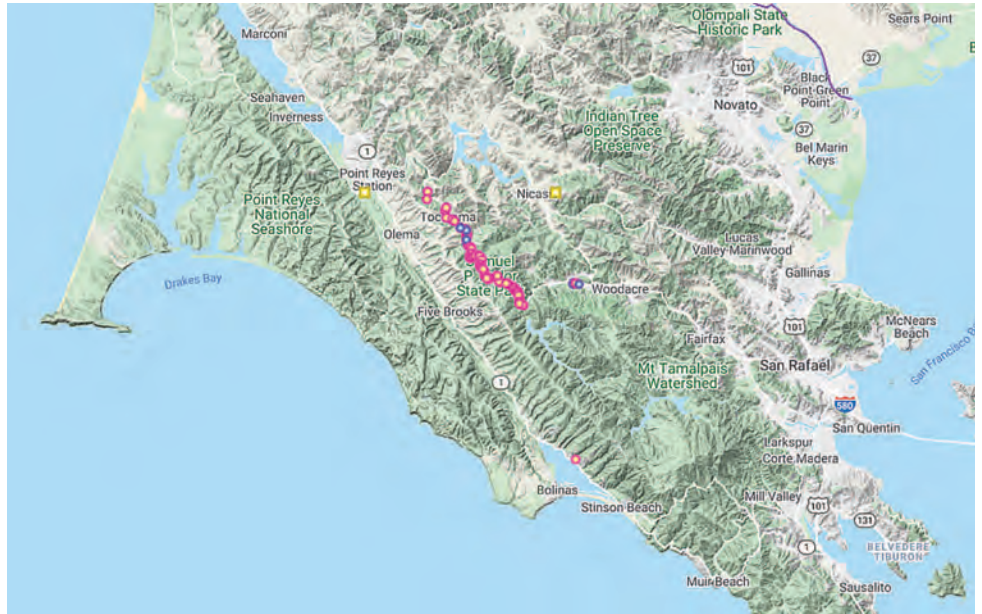 Marconi
Olompali State
Historic Park
Sears Point
37
101
Black
Point-Green
Point
Novato
Seahaven
Inverness
Indian Tree
Open Space
Preserve
37
Bel Marin
Keys
1
Point Reyes
Station
Nicas
Point Reyes
National
Seashore
Olema
Lucas
Valley-Marinwood
Gallinas
Drakes Bay
State Pa
Woodacre
Five Brooks
101
McNears
Beach
Fairfax
San Rafael
San Francisco B
1
Mt Tamalpais
Watershed
580
San Quentin
Larkspur
Corte Madera
Bolinas
Stinson Beach
Mill Valley
101
131
1
BELVEDERE
TIBURON
Muir Beach
Sausalito